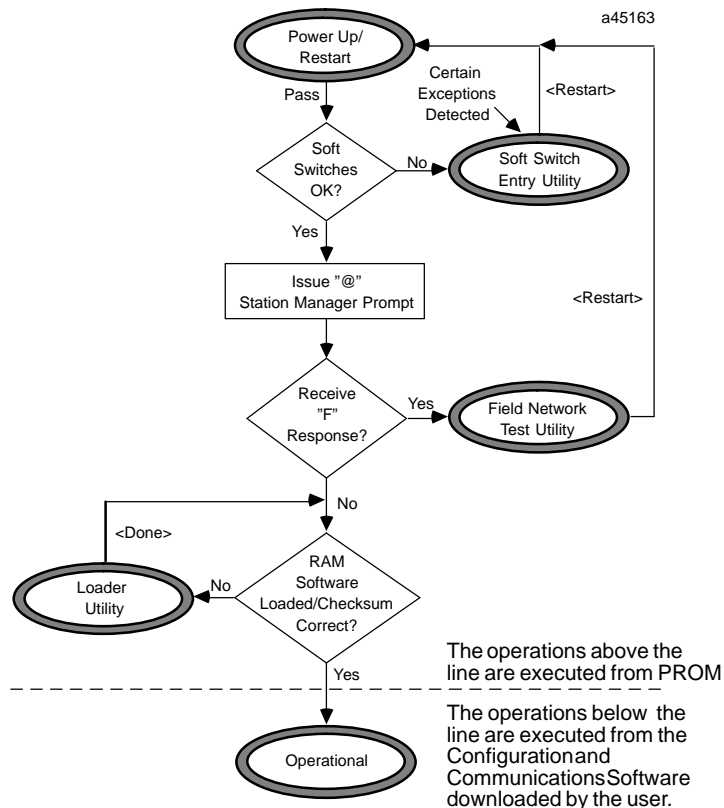 a45163
Power Up/
Restart
Certain
Exceptions
Detected
<Restart>
Pass
Soft
Switches
OK?
No
Soft Switch
Entry Utility
Yes
Issue "@"
Station Manager Prompt
<Restart>
Receive
"F"
Response?
Yes
Field Network
Test Utility
No
<Done>
RAM
Software
Loaded/Checksum
Correct?
No
Loader
Utility
Yes
The operations above the
line are executed from PROM
Operational
The operations below the
line are executed from the
Configuration and
Communications Software
downloaded by the user.